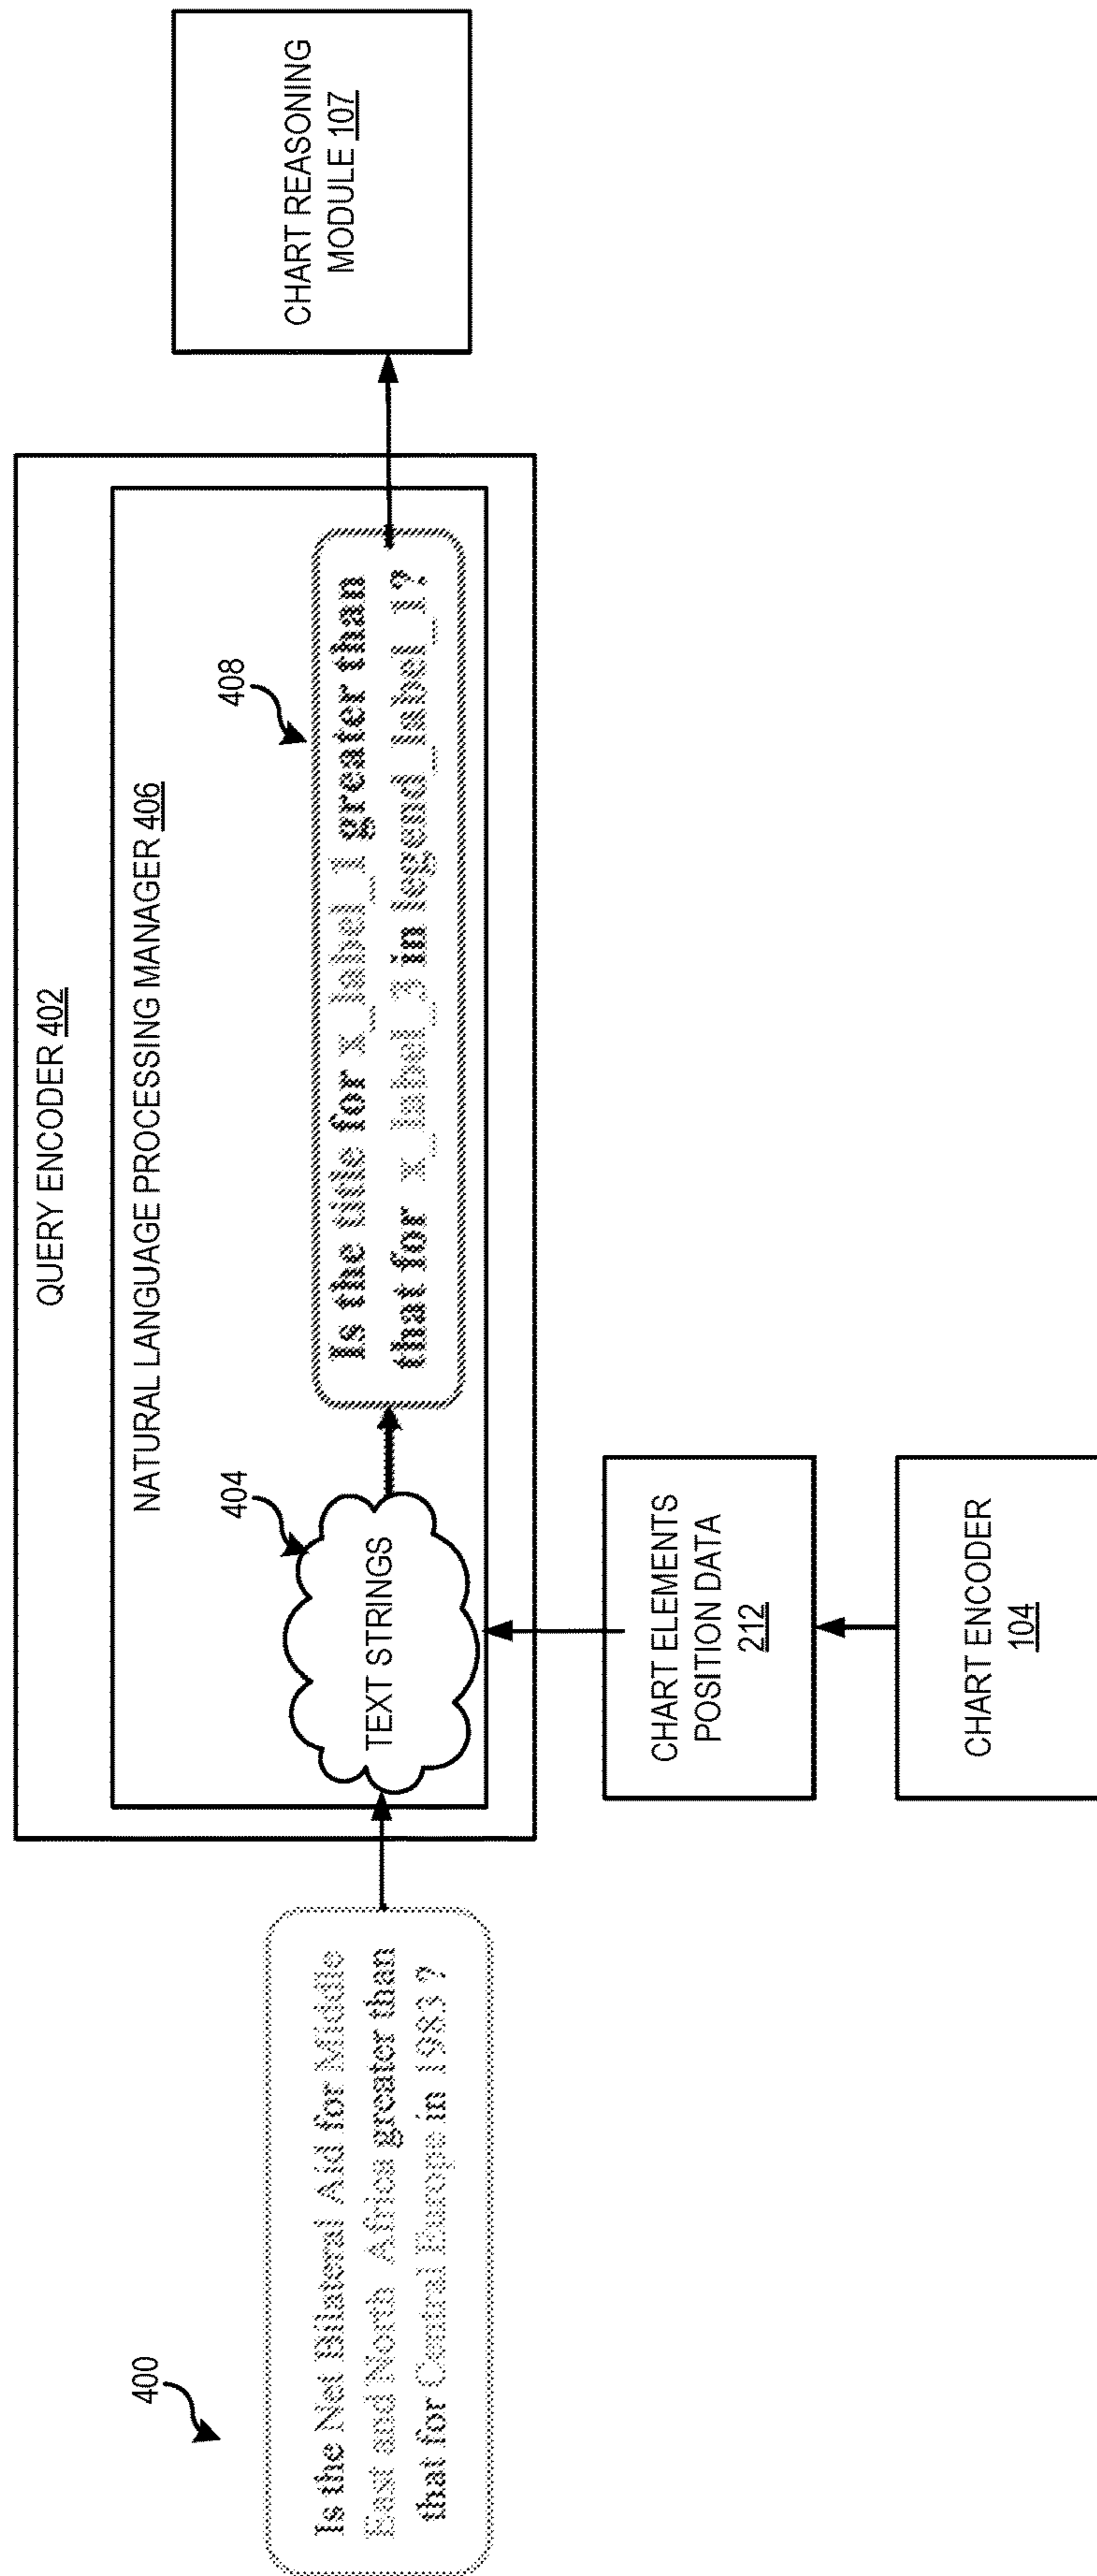 400
Is the Net Bilateral Aid for Middle
East and North Africa greater than
that for Central Europe in 1983 ?
QUERY ENCODER 402
NATURAL LANGUAGE PROCESSING MANAGER 406
404
TEXT STRINGS
408
Is the title for x_label_1 greater than
that for x_label_3 in legend_label_1?
CHART ELEMENTS
POSITION DATA
212
CHART ENCODER
104
CHART REASONING
MODULE 107